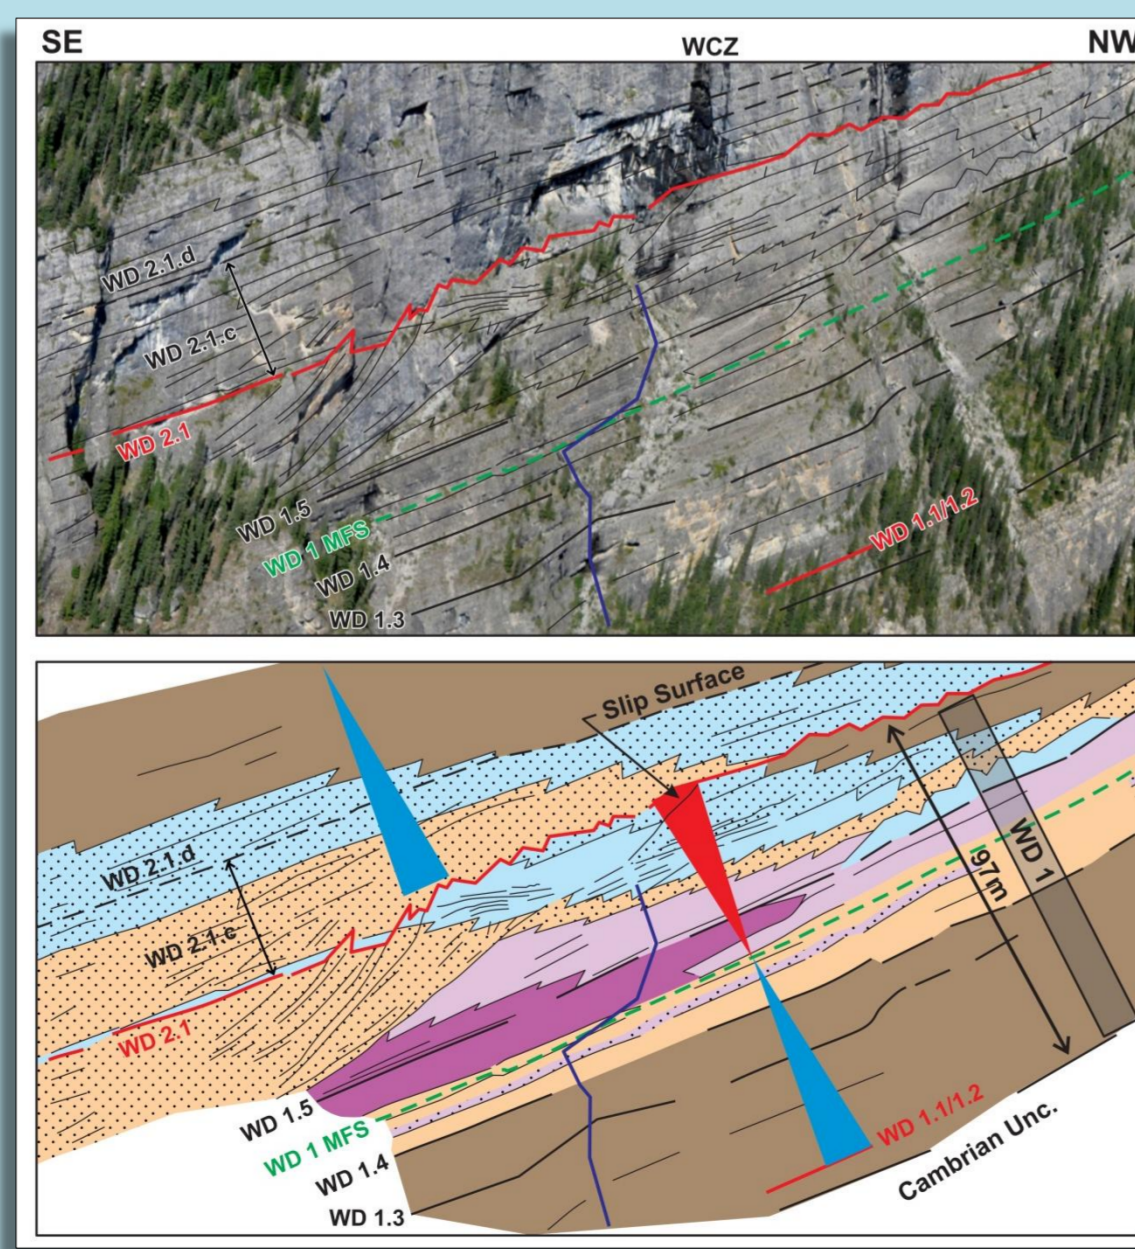 SE
WCZ
NW
WD 2.1.d
WD 2.1.c
WD 2.1
WD 1.5
WD 1 MFS
WD 1.4
WD 1.3
WD 1.1/1.2
Slip Surface
WD 2.1.d
WD 2.1.c
WD 2.1
WD 1
97m
WD 1.5
WD 1 MFS
WD 1.4
WD 1.3
WD 1.1/1.2
Cambrian Unc.